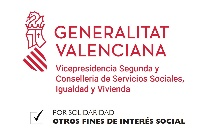 GENERALITAT
VALENCIANA
Vicepresidencia Segunda y
Conselleria de Servicios Sociales,
Igualdad y Vivienda
POR SOLIDARIDAD
OTROS FINES DE INTERÉS SOCIAL